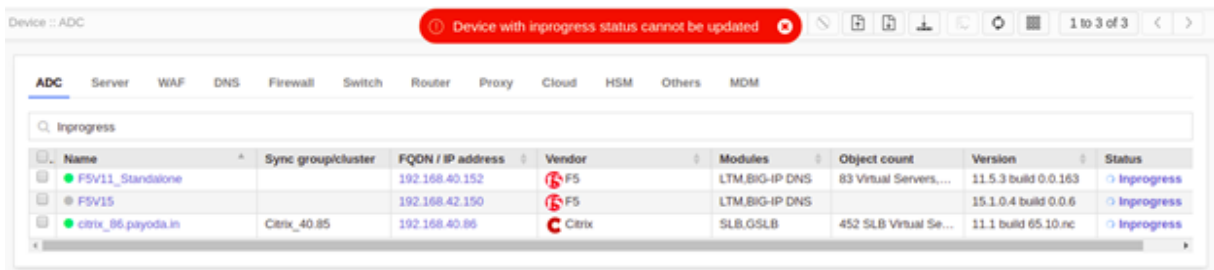 Device :: ADC
Device with inprogress status cannot be updated
1 to 3 of 3
ADC Server WAF DNS Firewall Switch Router Proxy Cloud HSM Others MDM
Inprogress
Name Sync group/cluster FQDN / IP address Vendor Modules Object count Version Status
F5V11_Standalone 192.168.40.152 F5 LTM,BIG-IP DNS 83 Virtual Servers,... 11.5.3 build 0.0.163 Inprogress
F5V15 192.168.42.150 F5 LTM,BIG-IP DNS 15.1.0.4 build 0.0.6 Inprogress
citrix_86.payoda.in Citrix_40.85 192.168.40.86 Citrix SLB,GSLB 452 SLB Virtual Se... 11.1 build 65.10.nc Inprogress